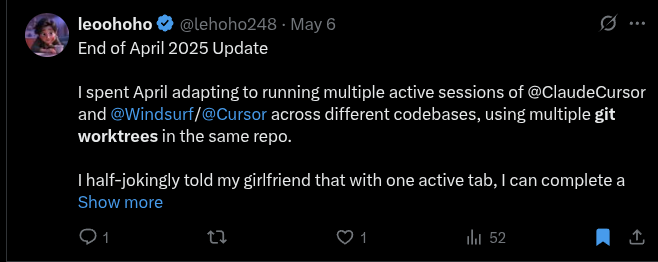 leoohoho @lehoho248 · May 6
End of April 2025 Update
I spent April adapting to running multiple active sessions of @ClaudeCursor
and @Windsurf/@Cursor across different codebases, using multiple git
worktrees in the same repo.
I half-jokingly told my girlfriend that with one active tab, I can complete a
Show more
1 1 52